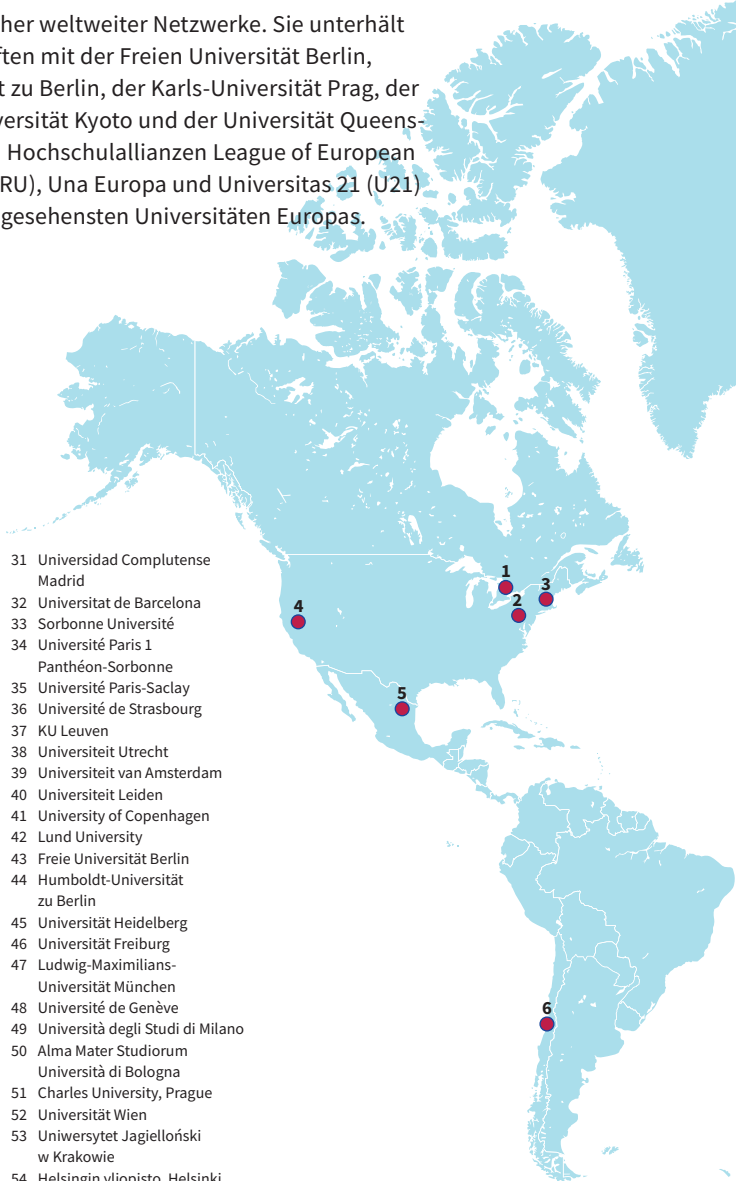 her weltweiter Netzwerke. Sie unterhält
ften mit der Freien Universität Berlin,
t zu Berlin, der Karls-Universität Prag, der
versität Kyoto und der Universität Queens-
Hochschulallianzen League of European
RU), Una Europa und Universitas 21 (U21)
gesehensten Universitäten Europas.
1
3
2
4
5
6
31 Universidad Complutense
Madrid
32 Universitat de Barcelona
33 Sorbonne Université
34 Université Paris 1
Panthéon-Sorbonne
35 Université Paris-Saclay
36 Université de Strasbourg
37 KU Leuven
38 Universiteit Utrecht
39 Universiteit van Amsterdam
40 Universiteit Leiden
41 University of Copenhagen
42 Lund University
43 Freie Universität Berlin
44 Humboldt-Universität
zu Berlin
45 Universität Heidelberg
46 Universität Freiburg
47 Ludwig-Maximilians-
Universität München
48 Université de Genève
49 Università degli Studi di Milano
50 Alma Mater Studiorum
Università di Bologna
51 Charles University, Prague
52 Universität Wien
53 Uniwersytet Jagielloński
w Krakowie
54 Helsingin yliopisto, Helsinki